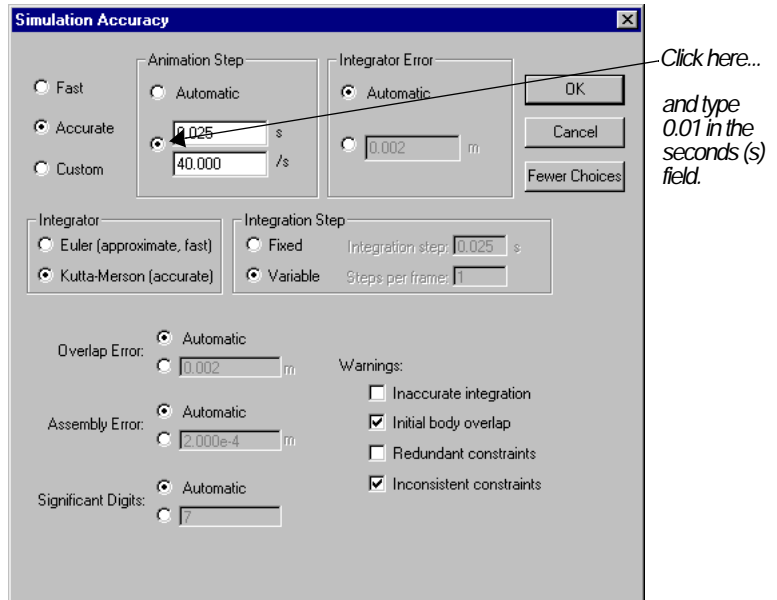 Simulation Accuracy
Fast
Accurate
Custom
Animation Step
Automatic
0.025 s
40.000 /s
Integrator Error
Automatic
0.002 m
OK
Cancel
Fewer Choices
Click here...
and type
0.01 in the
seconds (s)
field.
Integrator
Euler (approximate, fast)
Kutta-Merson (accurate)
Integration Step
Fixed
Variable
Integration step: 0.025 s
Steps per frame: 1
Overlap Error:
Automatic
0.002 m
Assembly Error:
Automatic
2.000e-4 m
Significant Digits:
Automatic
7
Warnings:
Inaccurate integration
Initial body overlap
Redundant constraints
Inconsistent constraints